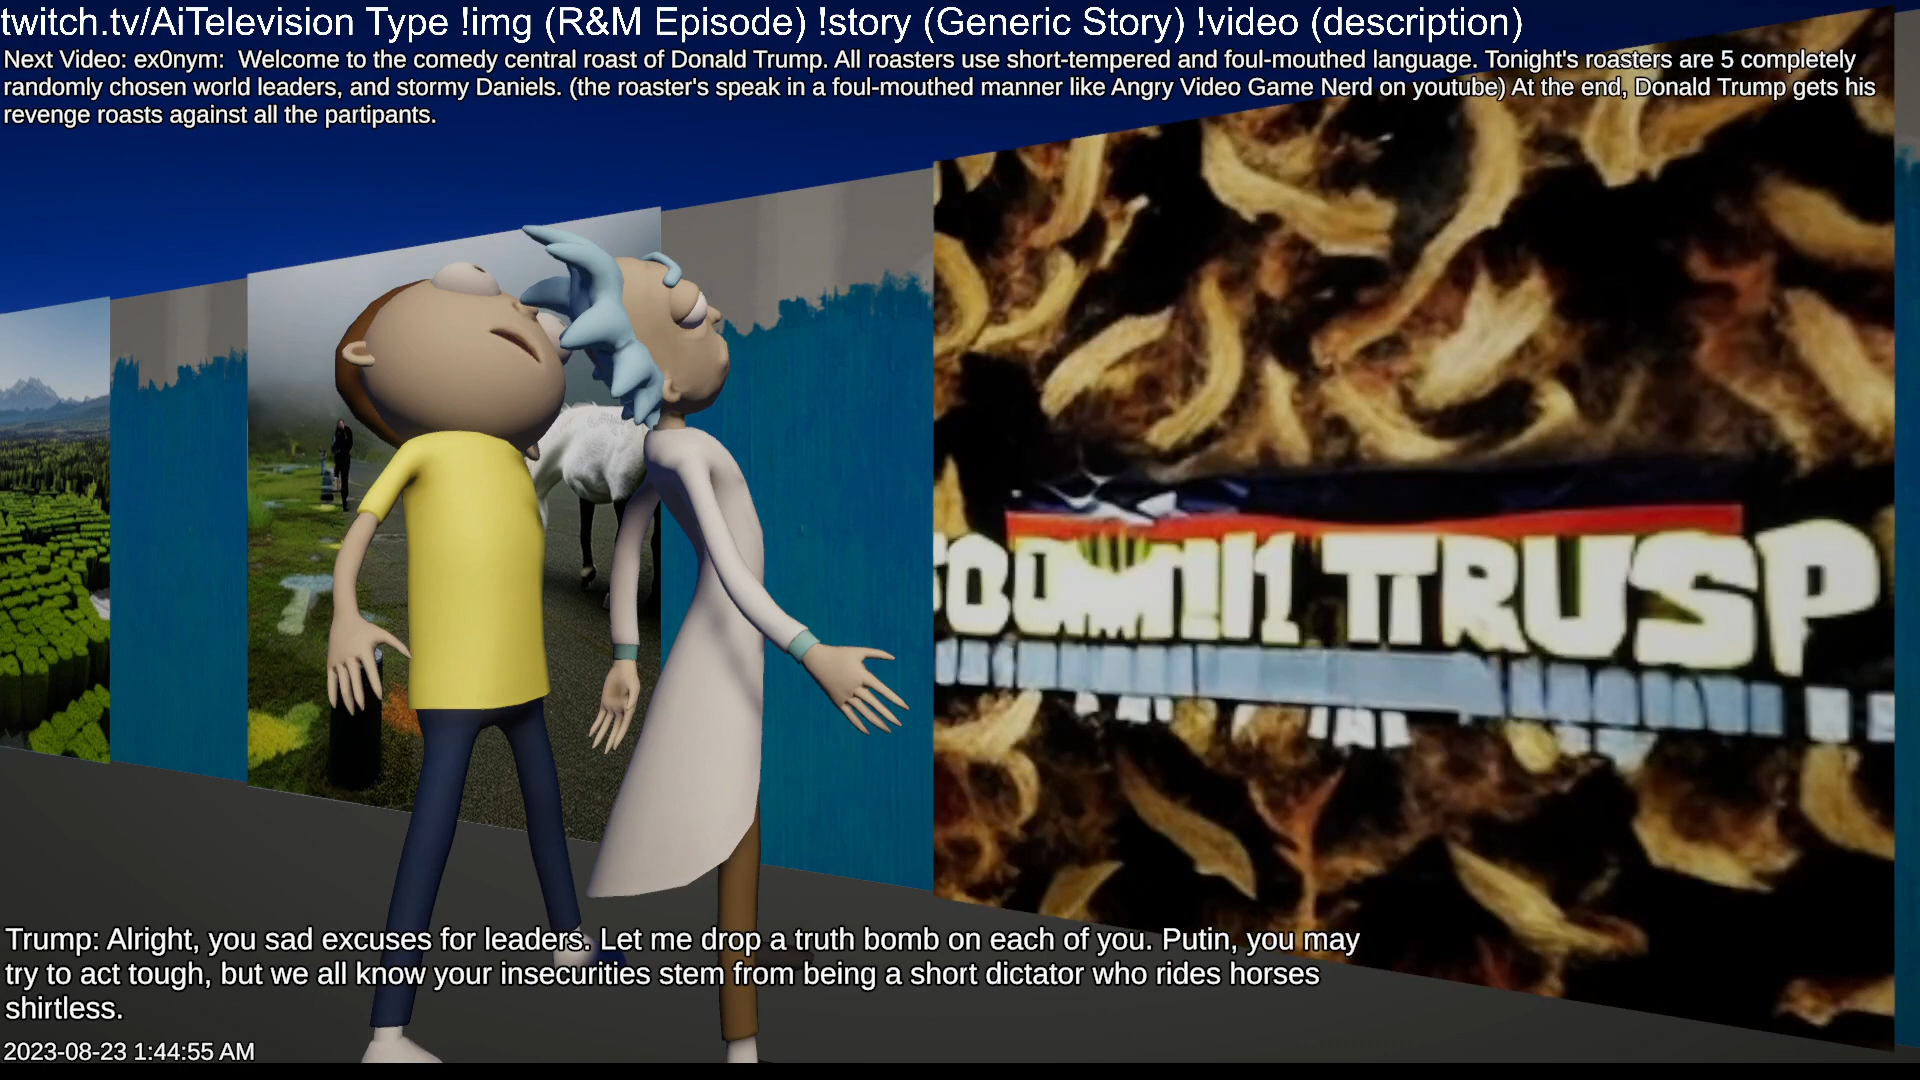 twitch.tv/AiTelevision Type !img (R&M Episode) !story (Generic Story) !video (description)
Next Video: ex0nym:  Welcome to the comedy central roast of Donald Trump. All roasters use short-tempered and foul-mouthed language. Tonight's roasters are 5 completely
randomly chosen world leaders, and stormy Daniels. (the roaster's speak in a foul-mouthed manner like Angry Video Game Nerd on youtube) At the end, Donald Trump gets his
revenge roasts against all the partipants.
TRUSP
Trump: Alright, you sad excuses for leaders. Let me drop a truth bomb on each of you. Putin, you may
try to act tough, but we all know your insecurities stem from being a short dictator who rides horses
shirtless.
2023-08-23 1:44:55 AM